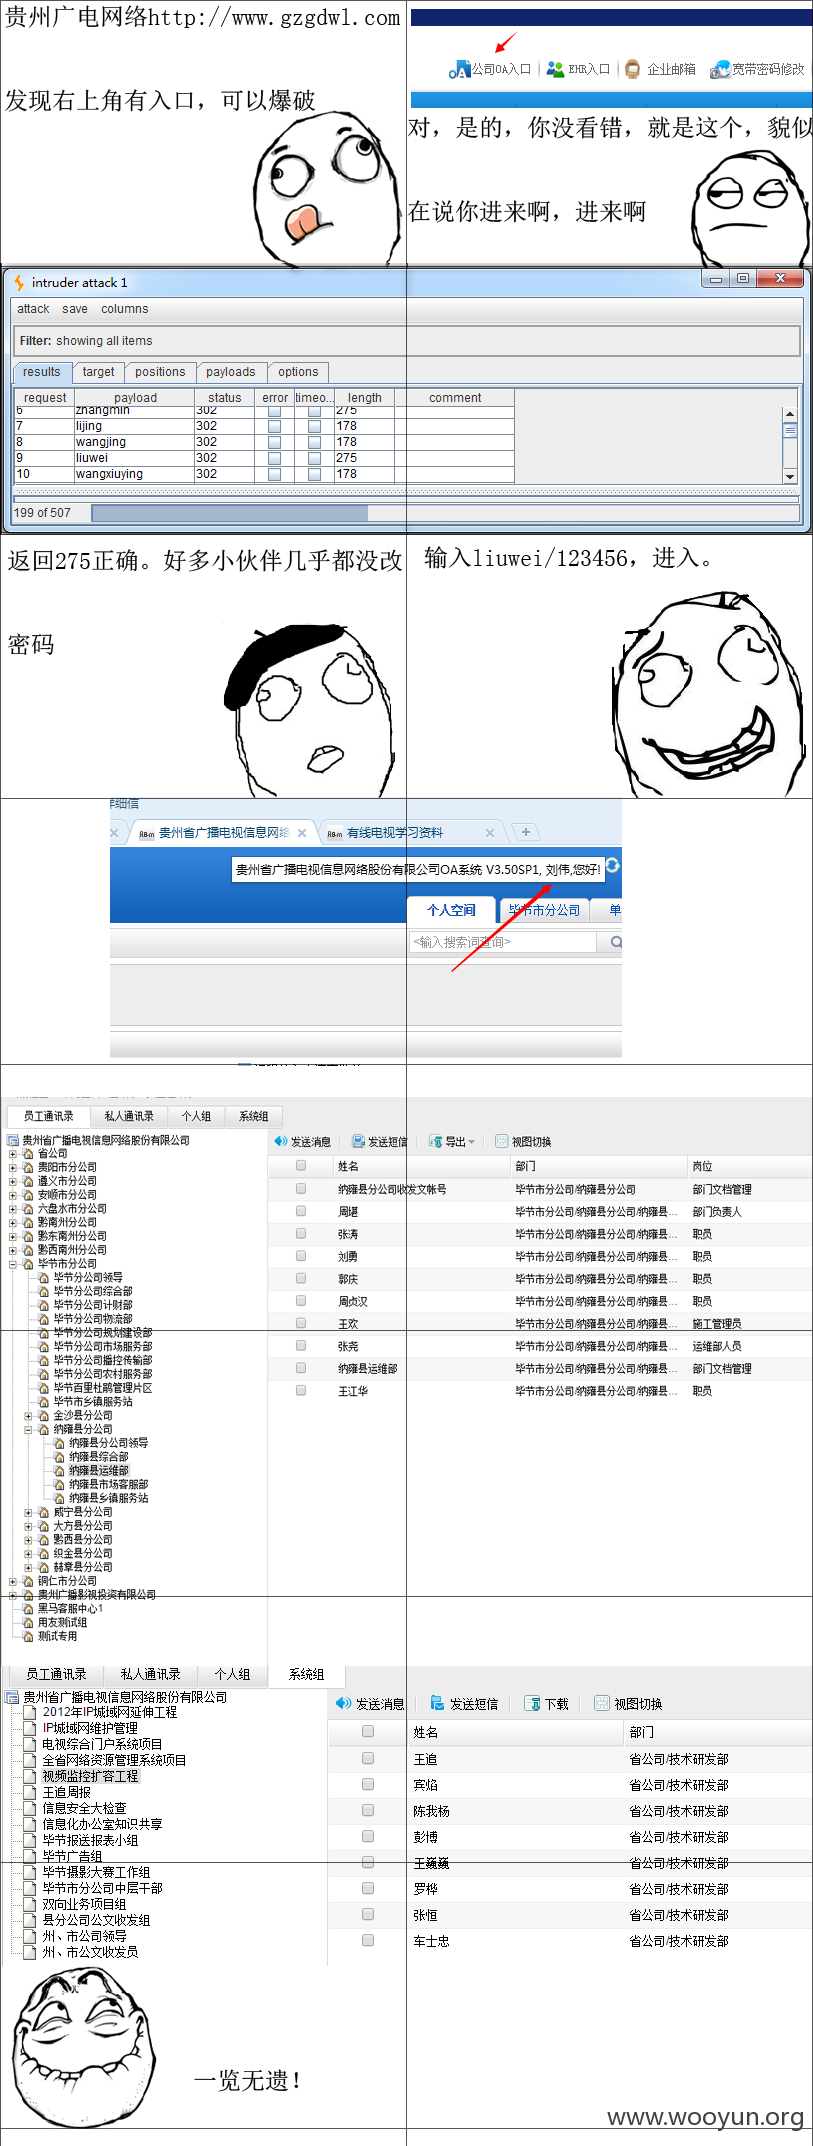 贵州广电网络http://www.gzgdwl.com
发现右上角有入口，可以爆破
公司OA入口 EHR入口 企业邮箱 宽带密码修改
对，是的，你没看错，就是这个，貌似
在说你进来啊，进来啊
intruder attack 1
attack save columns
Filter: showing all items
results target positions payloads options
request payload status error timeo... length comment
6 zhangmin 302 275
7 lijing 302 178
8 wangjing 302 178
9 liuwei 302 275
10 wangxiuying 302 178
199 of 507
返回275正确。好多小伙伴几乎都没改
密码
输入liuwei/123456，进入。
详细信
贵州省广播电视信息网络 有线电视学习资料
贵州省广播电视信息网络股份有限公司OA系统 V3.50SP1, 刘伟,您好!
个人空间 毕节市分公司 单
<输入搜索词查询>
员工通讯录 私人通讯录 个人组 系统组
贵州省广播电视信息网络股份有限公司
省公司
贵阳市分公司
遵义市分公司
安顺市分公司
六盘水市分公司
黔南州分公司
黔东南州分公司
黔西南州分公司
毕节市分公司
毕节分公司领导
毕节分公司综合部
毕节分公司计财部
毕节分公司物流部
毕节分公司规划建设部
毕节分公司市场服务部
毕节分公司播控传输部
毕节分公司农村服务部
毕节百里杜鹃管理片区
毕节市乡镇服务站
金沙县分公司
纳雍县分公司
纳雍县分公司领导
纳雍县综合部
纳雍县运维部
纳雍县市场客服部
纳雍县乡镇服务站
威宁县分公司
大方县分公司
黔西县分公司
织金县分公司
赫章县分公司
铜仁市分公司
贵州广播影视投资有限公司
黑马客服中心1
用友测试组
测试专用
发送消息 发送短信 导出 视图切换
姓名 部门 岗位
纳雍县分公司收发文帐号 毕节市分公司/纳雍县分公司 部门文档管理
周堪 毕节市分公司/纳雍县分公司/纳雍县... 部门负责人
张涛 毕节市分公司/纳雍县分公司/纳雍县... 职员
刘勇 毕节市分公司/纳雍县分公司/纳雍县... 职员
郭庆 毕节市分公司/纳雍县分公司/纳雍县... 职员
周贞汉 毕节市分公司/纳雍县分公司/纳雍县... 职员
王欢 毕节市分公司/纳雍县分公司/纳雍县... 施工管理员
张尧 毕节市分公司/纳雍县分公司/纳雍县... 运维部人员
纳雍县运维部 毕节市分公司/纳雍县分公司/纳雍县... 部门文档管理
王江华 毕节市分公司/纳雍县分公司/纳雍县... 职员
员工通讯录 私人通讯录 个人组 系统组
贵州省广播电视信息网络股份有限公司
2012年IP城域网延伸工程
IP城域网维护管理
电视综合门户系统项目
全省网络资源管理系统项目
视频监控扩容工程
王追周报
信息安全大检查
信息化办公室知识共享
毕节报送报表小组
毕节广告组
毕节摄影大赛工作组
毕节市分公司中层干部
双向业务项目组
县分公司公文收发组
州、市公司领导
州、市公文收发员
发送消息 发送短信 下载 视图切换
姓名 部门
王追 省公司/技术研发部
宾焰 省公司/技术研发部
陈我杨 省公司/技术研发部
彭博 省公司/技术研发部
王巍巍 省公司/技术研发部
罗桦 省公司/技术研发部
张恒 省公司/技术研发部
车士忠 省公司/技术研发部
一览无遗！
www.wooyun.org